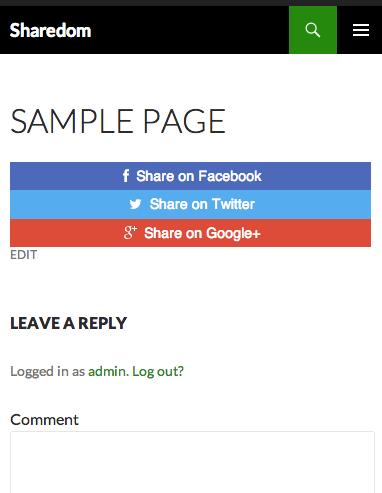 Sharedom
SAMPLE PAGE
Share on Facebook
Share on Twitter
Share on Google+
EDIT
LEAVE A REPLY
Logged in as admin. Log out?
Comment